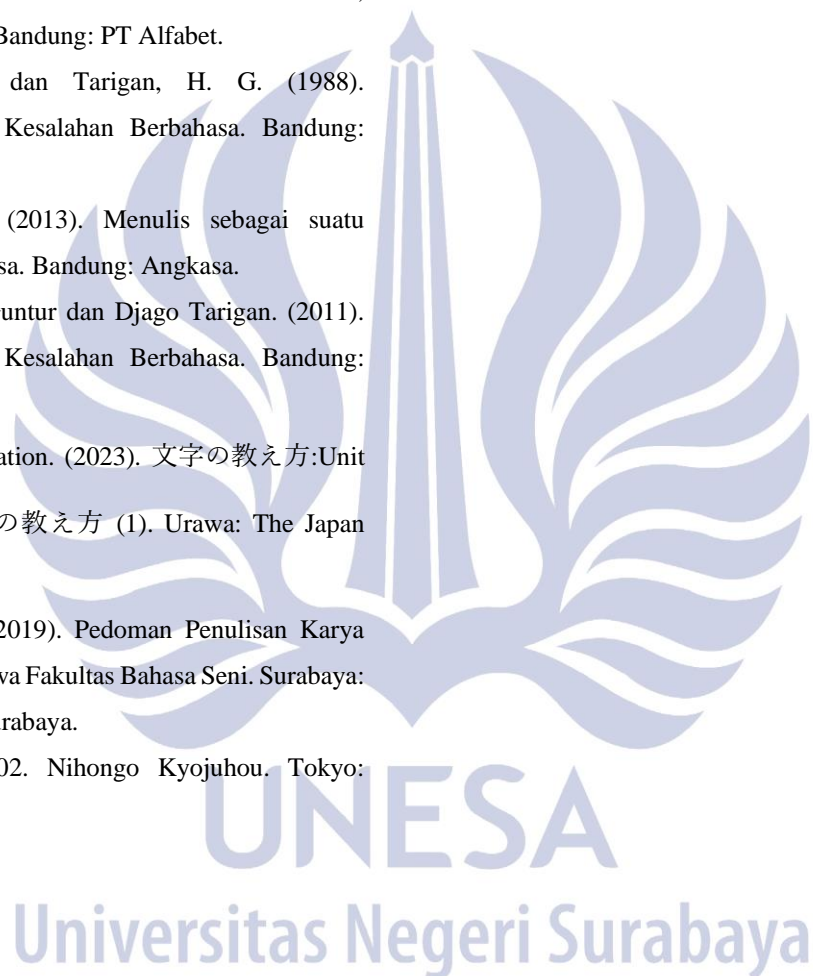 Bandung: PT Alfabet.
dan Tarigan, H. G. (1988).
Kesalahan Berbahasa. Bandung:
(2013). Menulis sebagai suatu
sa. Bandung: Angkasa.
untur dan Djago Tarigan. (2011).
Kesalahan Berbahasa. Bandung:
ation. (2023). 文字の教え方:Unit
の教え方 (1). Urawa: The Japan
2019). Pedoman Penulisan Karya
wa Fakultas Bahasa Seni. Surabaya:
urabaya.
02. Nihongo Kyojuhou. Tokyo:
UNESA
Universitas Negeri Surabaya